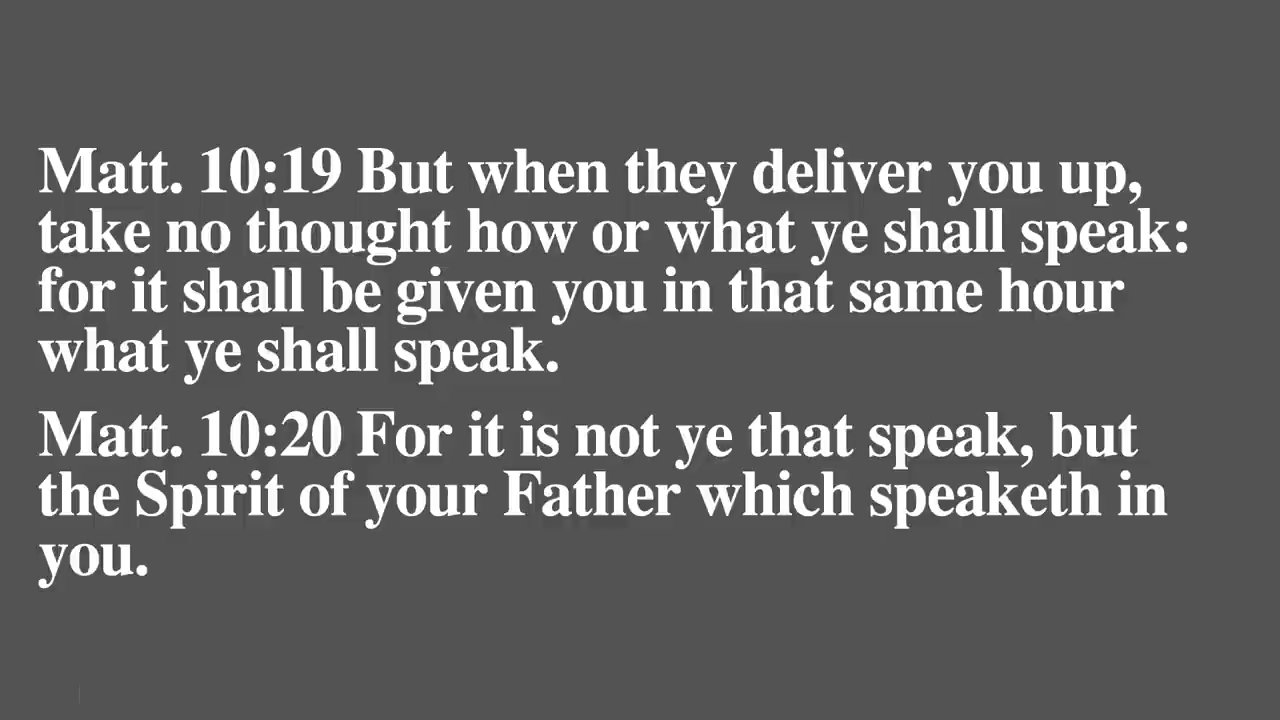 Matt. 10:19 But when they deliver you up,
take no thought how or what ye shall speak:
for it shall be given you in that same hour
what ye shall speak.
Matt. 10:20 For it is not ye that speak, but
the Spirit of your Father which speaketh in
you.